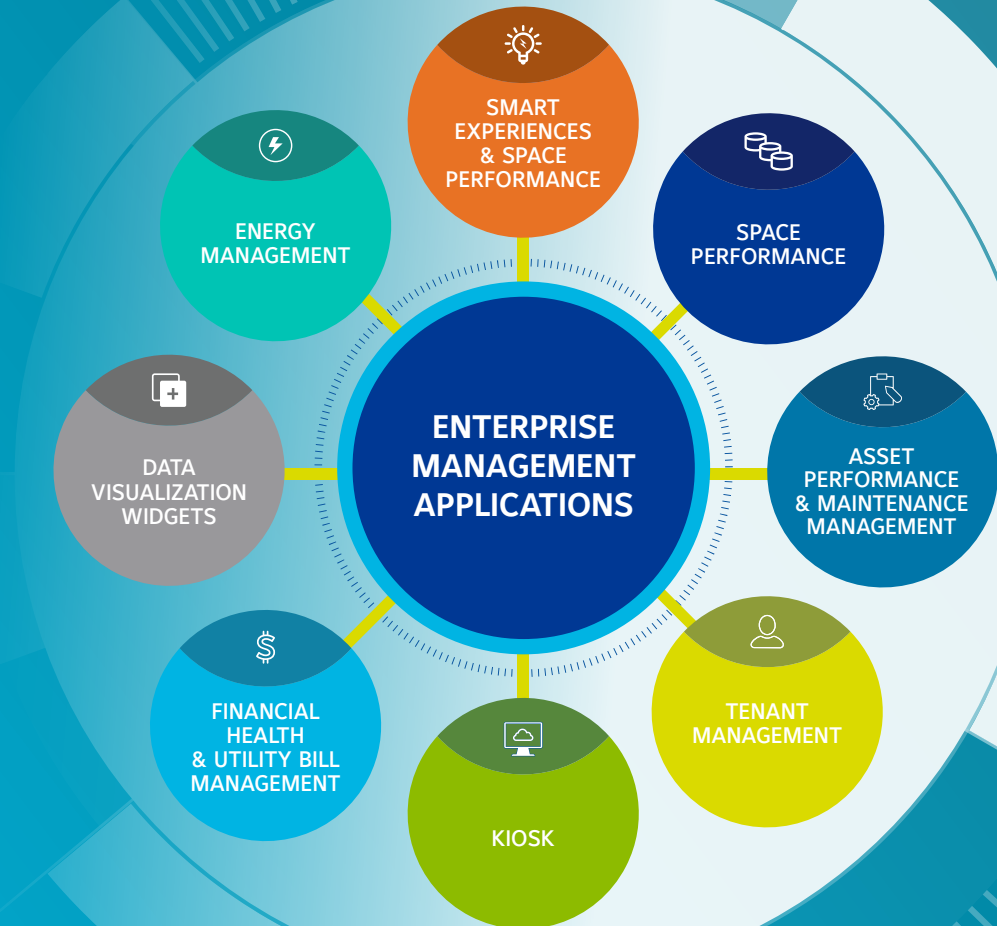 SMART
EXPERIENCES
& SPACE
PERFORMANCE
SPACE
PERFORMANCE
ENERGY
MANAGEMENT
ENTERPRISE
MANAGEMENT
APPLICATIONS
ASSET
PERFORMANCE
& MAINTENANCE
MANAGEMENT
DATA
VISUALIZATION
WIDGETS
TENANT
MANAGEMENT
FINANCIAL
HEALTH
& UTILITY BILL
MANAGEMENT
KIOSK